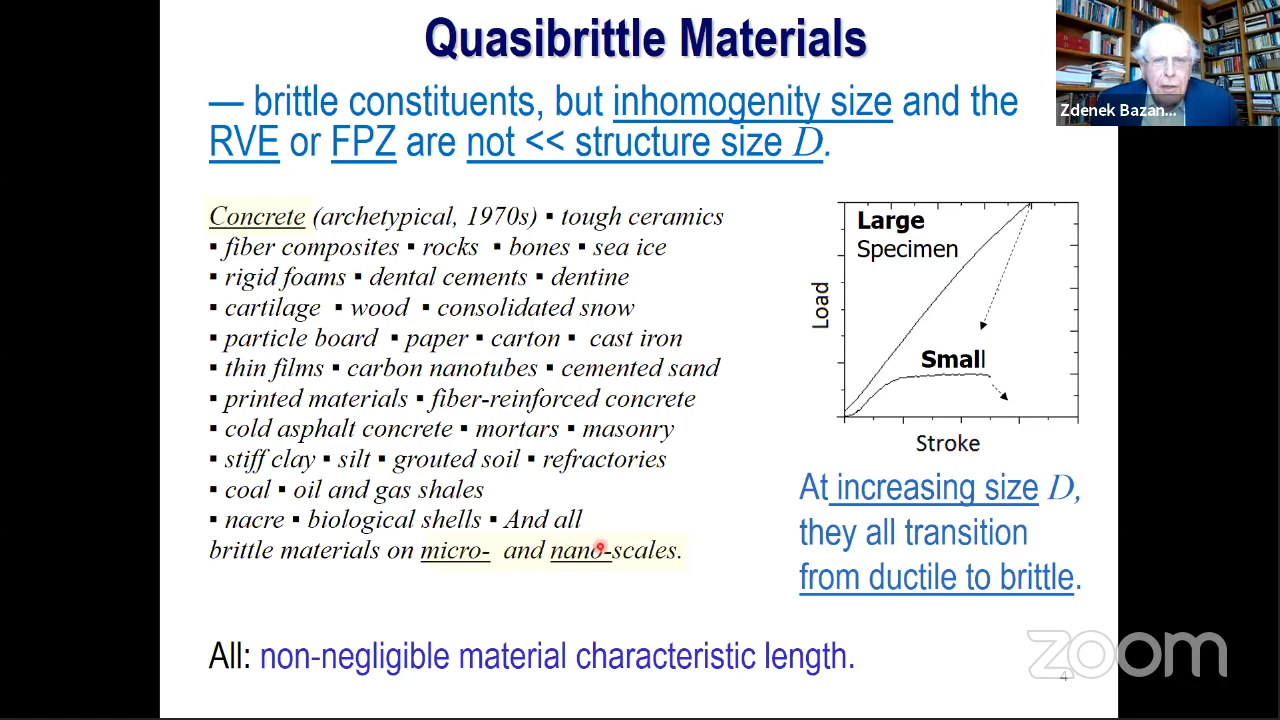 Quasibrittle Materials
— brittle constituents, but inhomogenity size and the
RVE or FPZ are not << structure size D.
Concrete (archetypical, 1970s) ▪ tough ceramics
▪ fiber composites ▪ rocks ▪ bones ▪ sea ice
▪ rigid foams ▪ dental cements ▪ dentine
▪ cartilage ▪ wood ▪ consolidated snow
▪ particle board ▪ paper ▪ carton ▪ cast iron
▪ thin films ▪ carbon nanotubes ▪ cemented sand
▪ printed materials ▪ fiber-reinforced concrete
▪ cold asphalt concrete ▪ mortars ▪ masonry
▪ stiff clay ▪ silt ▪ grouted soil ▪ refractories
▪ coal ▪ oil and gas shales
▪ nacre ▪ biological shells ▪ And all
brittle materials on micro- and nano-scales.
All: non-negligible material characteristic length.
Large
Specimen
Load
Small
Stroke
At increasing size D,
they all transition
from ductile to brittle.
Zdenek Bazan...
zoom
4